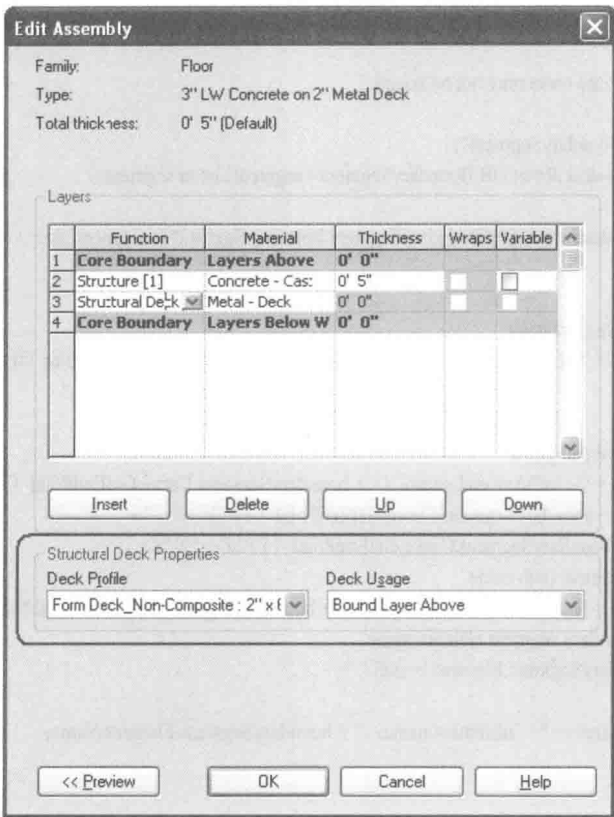 Edit Assembly
Family: Floor
Type: 3" LW Concrete on 2" Metal Deck
Total thickness: 0' 5" (Default)
Layers
Function Material Thickness Wraps Variable
1 Core Boundary Layers Above 0' 0"
2 Structure [1] Concrete - Cas: 0' 5"
3 Structural Deck Metal - Deck 0' 0"
4 Core Boundary Layers Below W 0' 0"
Insert Delete Up Down
Structural Deck Properties
Deck Profile Deck Usage
Form Deck_Non-Composite : 2" x Bound Layer Above
<< Preview OK Cancel Help